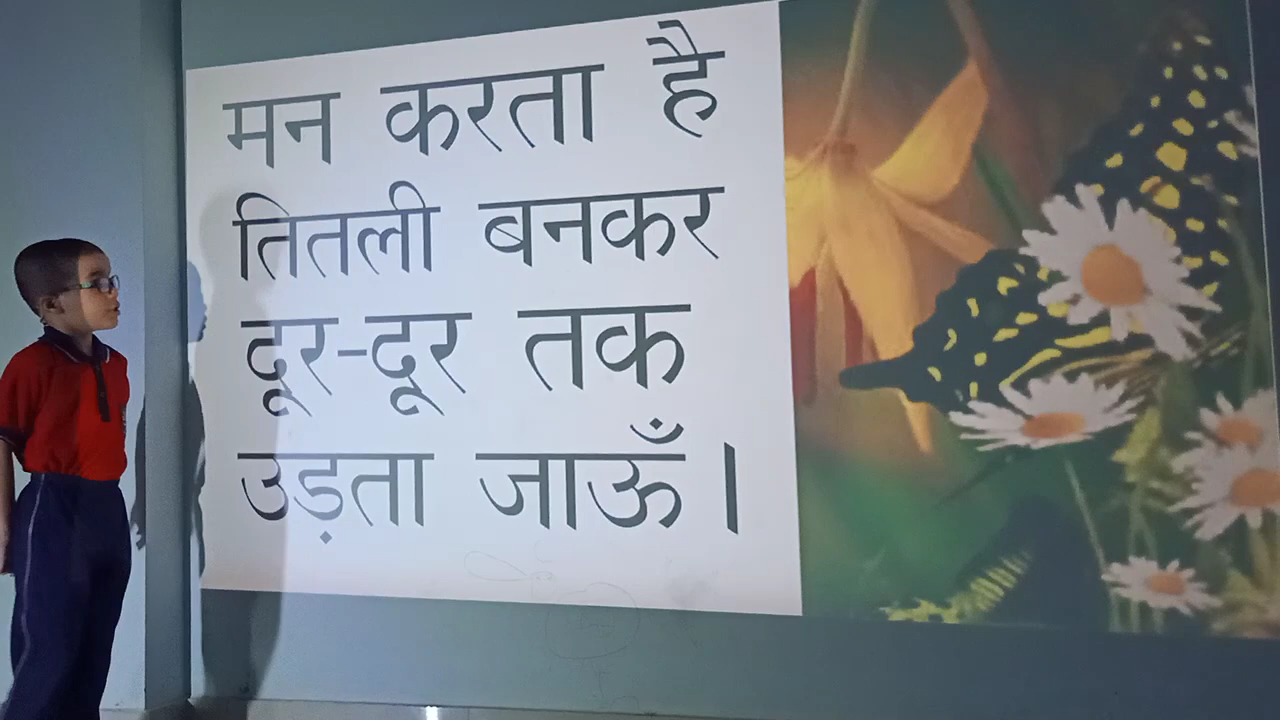 मन करता है
तितली बनकर
दूर-दूर तक
उड़ता जाऊँ।